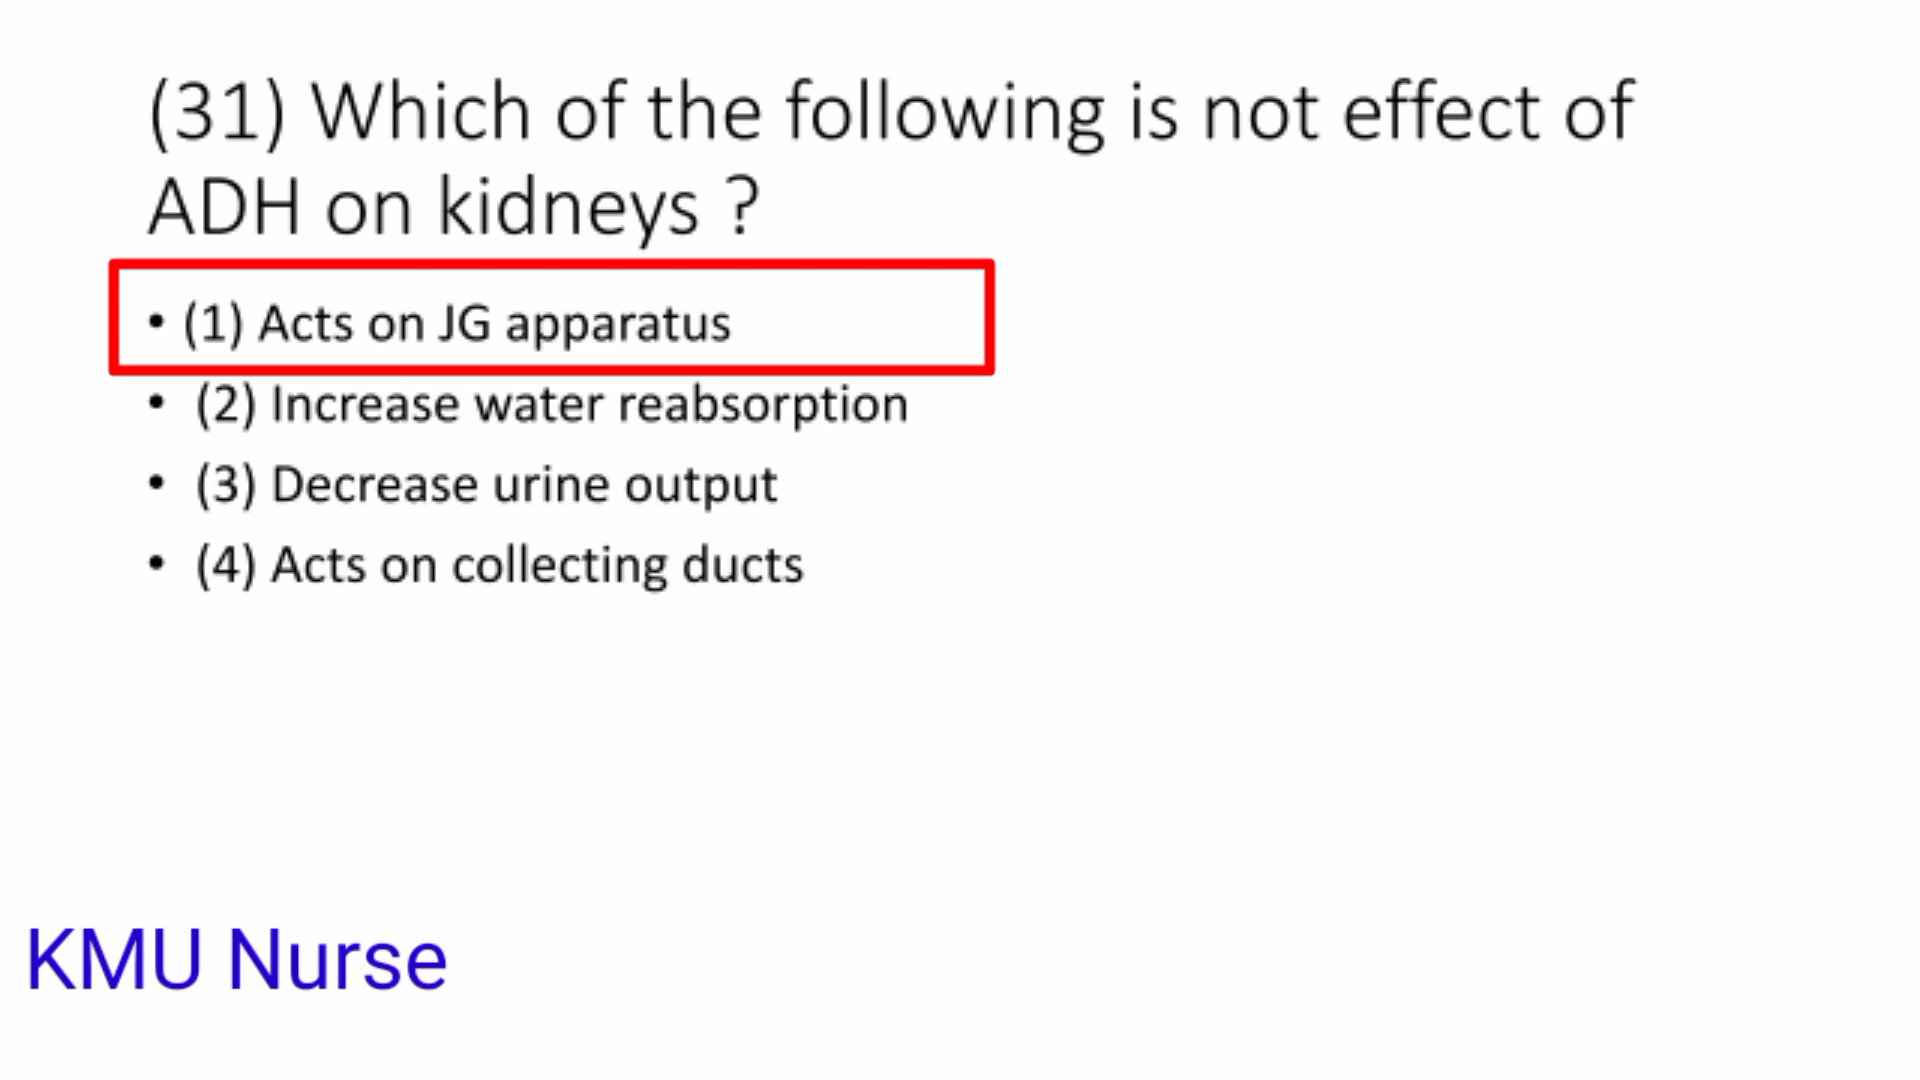 (31) Which of the following is not effect of
ADH on kidneys ?
• (1) Acts on JG apparatus
• (2) Increase water reabsorption
• (3) Decrease urine output
• (4) Acts on collecting ducts
KMU Nurse